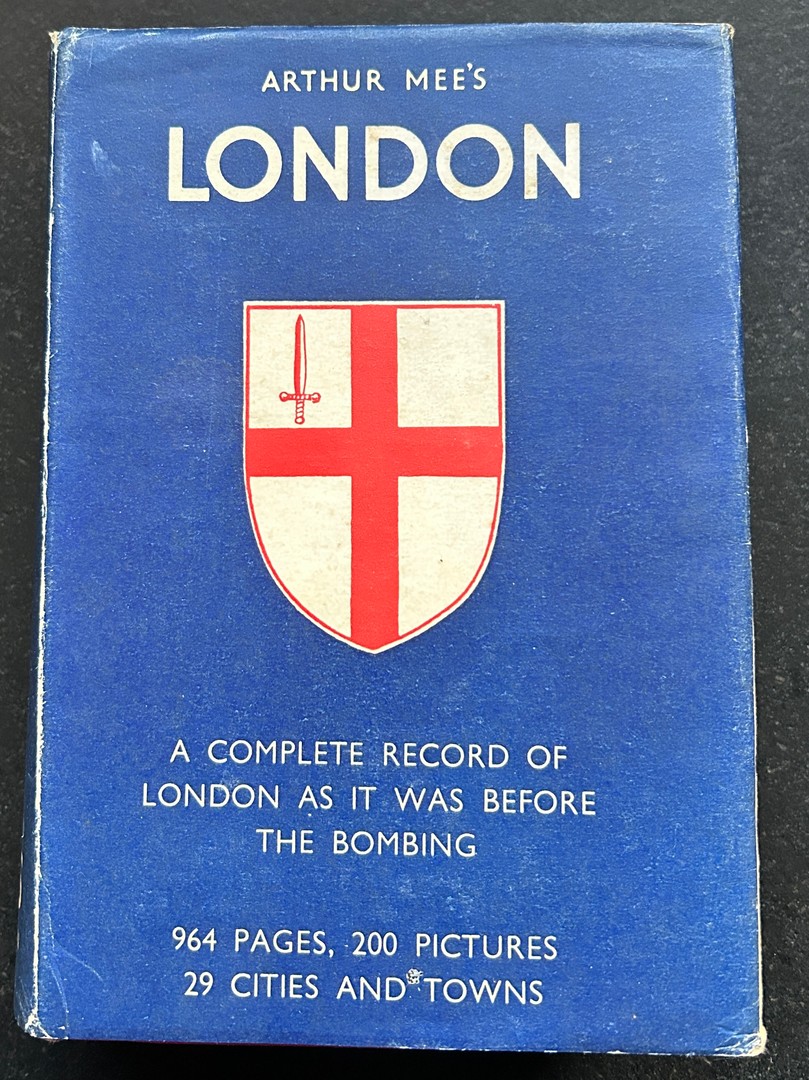 ARTHUR MEE'S
LONDON
A COMPLETE RECORD OF
LONDON AS IT WAS BEFORE
THE BOMBING
964 PAGES, 200 PICTURES
29 CITIES AND TOWNS